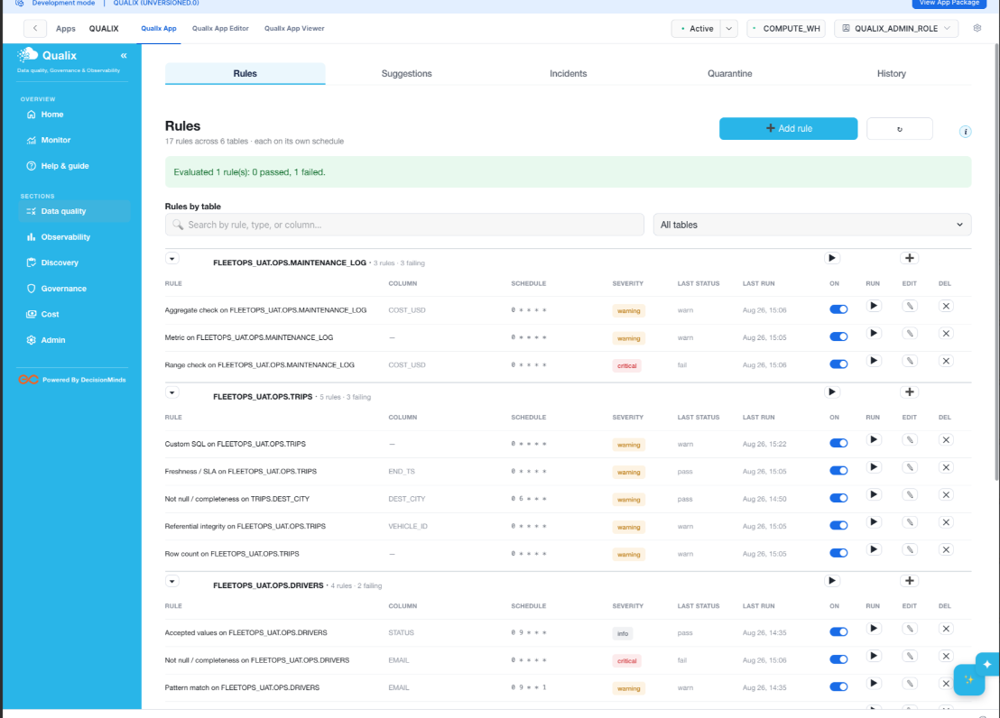 Development mode | QUALIX (UNVERSIONED.0) View App Package
Apps QUALIX Qualix App Qualix App Editor Qualix App Viewer Active COMPUTE_WH QUALIX_ADMIN_ROLE
Qualix «
Data quality, Governance & Observability
OVERVIEW
Home
Monitor
Help & guide
SECTIONS
Data quality
Observability
Discovery
Governance
Cost
Admin
Powered By DecisionMinds
Rules Suggestions Incidents Quarantine History
Rules
17 rules across 6 tables · each on its own schedule
+ Add rule ↻ i
Evaluated 1 rule(s): 0 passed, 1 failed.
Rules by table
Search by rule, type, or column... All tables
FLEETOPS_UAT.OPS.MAINTENANCE_LOG · 3 rules · 3 failing
RULE COLUMN SCHEDULE SEVERITY LAST STATUS LAST RUN ON RUN EDIT DEL
Aggregate check on FLEETOPS_UAT.OPS.MAINTENANCE_LOG COST_USD 0 * * * * warning warn Aug 26, 15:06
Metric on FLEETOPS_UAT.OPS.MAINTENANCE_LOG — 0 * * * * warning warn Aug 26, 15:05
Range check on FLEETOPS_UAT.OPS.MAINTENANCE_LOG COST_USD 0 * * * * critical fail Aug 26, 15:06
FLEETOPS_UAT.OPS.TRIPS · 5 rules · 3 failing
RULE COLUMN SCHEDULE SEVERITY LAST STATUS LAST RUN ON RUN EDIT DEL
Custom SQL on FLEETOPS_UAT.OPS.TRIPS — 0 * * * * warning warn Aug 26, 15:22
Freshness / SLA on FLEETOPS_UAT.OPS.TRIPS END_TS 0 * * * * warning pass Aug 26, 15:05
Not null / completeness on TRIPS.DEST_CITY DEST_CITY 0 6 * * * warning pass Aug 26, 14:50
Referential integrity on FLEETOPS_UAT.OPS.TRIPS VEHICLE_ID 0 * * * * warning warn Aug 26, 15:05
Row count on FLEETOPS_UAT.OPS.TRIPS — 0 * * * * warning warn Aug 26, 15:05
FLEETOPS_UAT.OPS.DRIVERS · 4 rules · 2 failing
RULE COLUMN SCHEDULE SEVERITY LAST STATUS LAST RUN ON RUN EDIT DEL
Accepted values on FLEETOPS_UAT.OPS.DRIVERS STATUS 0 9 * * * info pass Aug 26, 14:35
Not null / completeness on FLEETOPS_UAT.OPS.DRIVERS EMAIL 0 * * * * critical fail Aug 26, 15:06
Pattern match on FLEETOPS_UAT.OPS.DRIVERS EMAIL 0 9 * * 1 warning warn Aug 26, 14:35